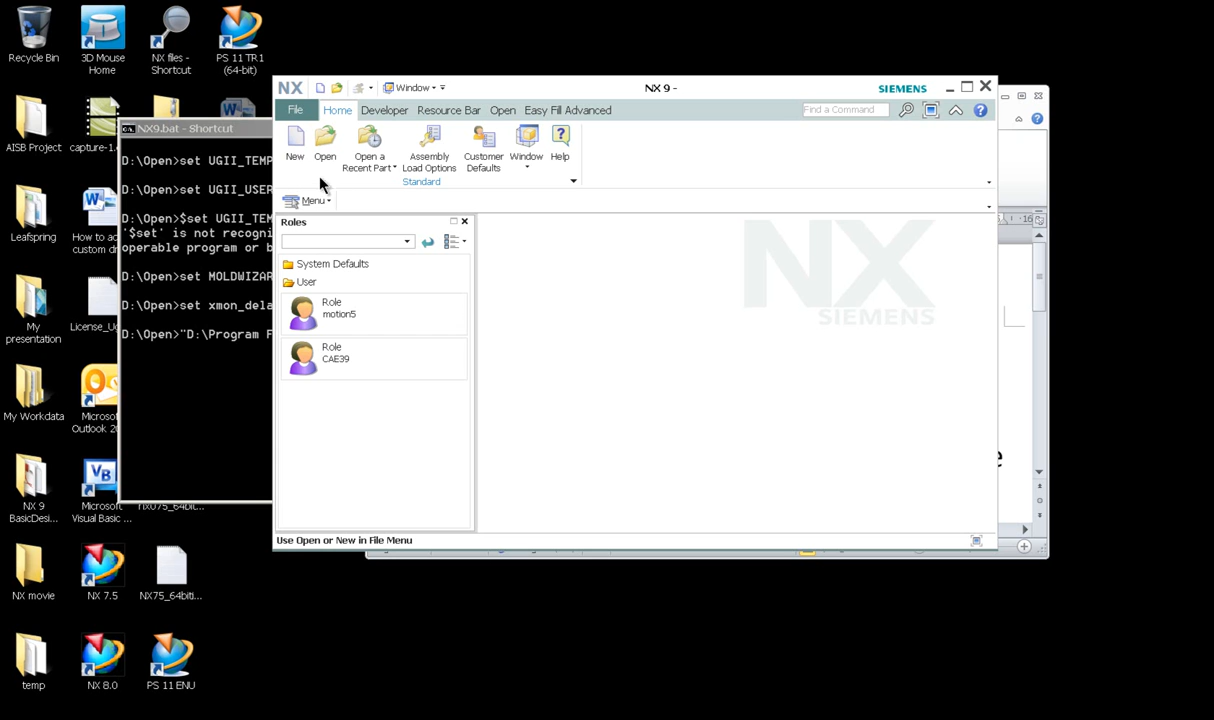 Recycle Bin
3D Mouse
Home
NX files -
Shortcut
PS 11 TR1
(64-bit)
AISB Project
capture-1.c
Leafspring
How to ad
custom dr
My
presentation
License_Ug
My Workdata
Microsof
Outlook 20
NX 9
BasicDesi...
Microsoft
Visual Basic ...
nx075_64bit...
NX movie
NX 7.5
NX75_64biti...
temp
NX 8.0
PS 11 ENU
NX9.bat - Shortcut
D:\Open>set UGII_TEMP
D:\Open>set UGII_USER
D:\Open>$set UGII_TEM
'$set' is not recogni
operable program or b
D:\Open>set MOLDWIZAR
D:\Open>set xmon_dela
D:\Open>"D:\Program F
NX
Window
NX 9 -
SIEMENS
File
Home
Developer
Resource Bar
Open
Easy Fill Advanced
Find a Command
New
Open
Open a
Recent Part
Assembly
Load Options
Customer
Defaults
Window
Help
Standard
Menu
Roles
System Defaults
User
Role
motion5
Role
CAE39
NX
SIEMENS
Use Open or New in File Menu